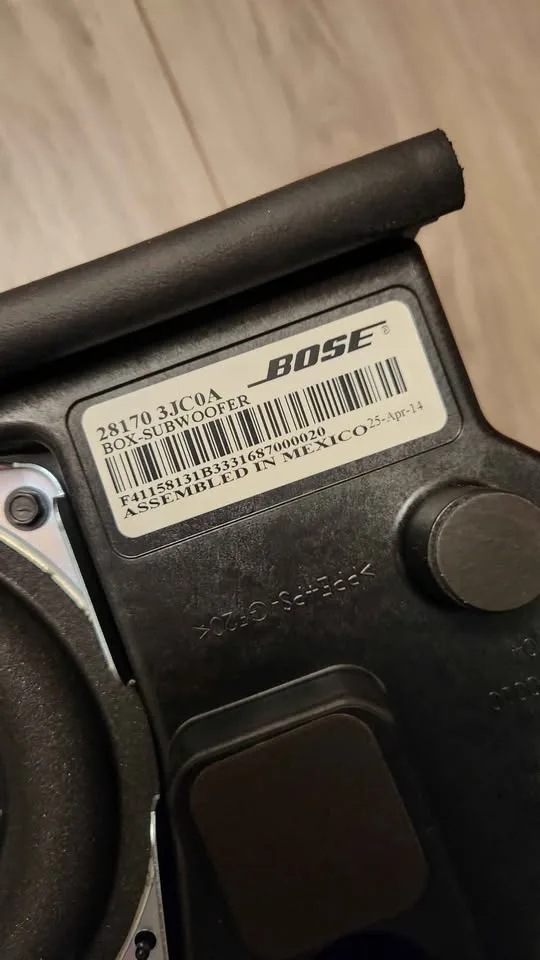 BOSE®
28170 3JC0A
BOX-SUBWOOFER
F41158131B3331687000020
ASSEMBLED IN MEXICO 25-Apr-14
>PPE+PS-GF20<